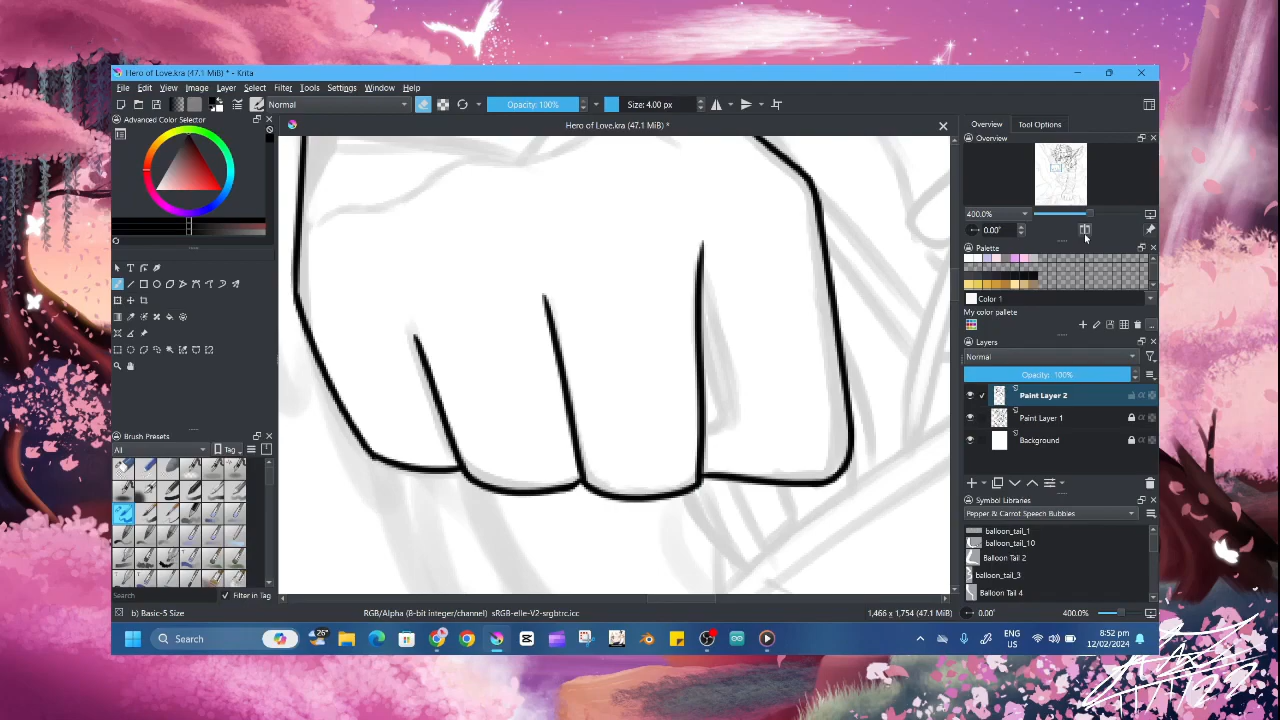 Hero of Love.kra (47.1 MiB) * - Krita
File Edit View Image Layer Select Filter Tools Settings Window Help
Normal
Opacity: 100%
Size: 4.00 px
Advanced Color Selector
Hero of Love.kra (47.1 MiB) *
Overview
Tool Options
Overview
400.0%
0.00°
Palette
Color 1
My color paletle
Layers
Normal
Opacity: 100%
Paint Layer 2
Paint Layer 1
Background
Symbol Libraries
Pepper & Carrot Speech Bubbles
balloon_tail_1
balloon_tail_10
Balloon Tail 2
balloon_tail_3
Balloon Tail 4
Brush Presets
All
Tag
Search
Filter in Tag
b) Basic-5 Size
RGB/Alpha (8-bit integer/channel) sRGB-elle-V2-srgbtrc.icc
1,466 x 1,754 (47.1 MiB)
0.00°
400.0%
Search
26°
ENG
US
8:52 pm
12/02/2024